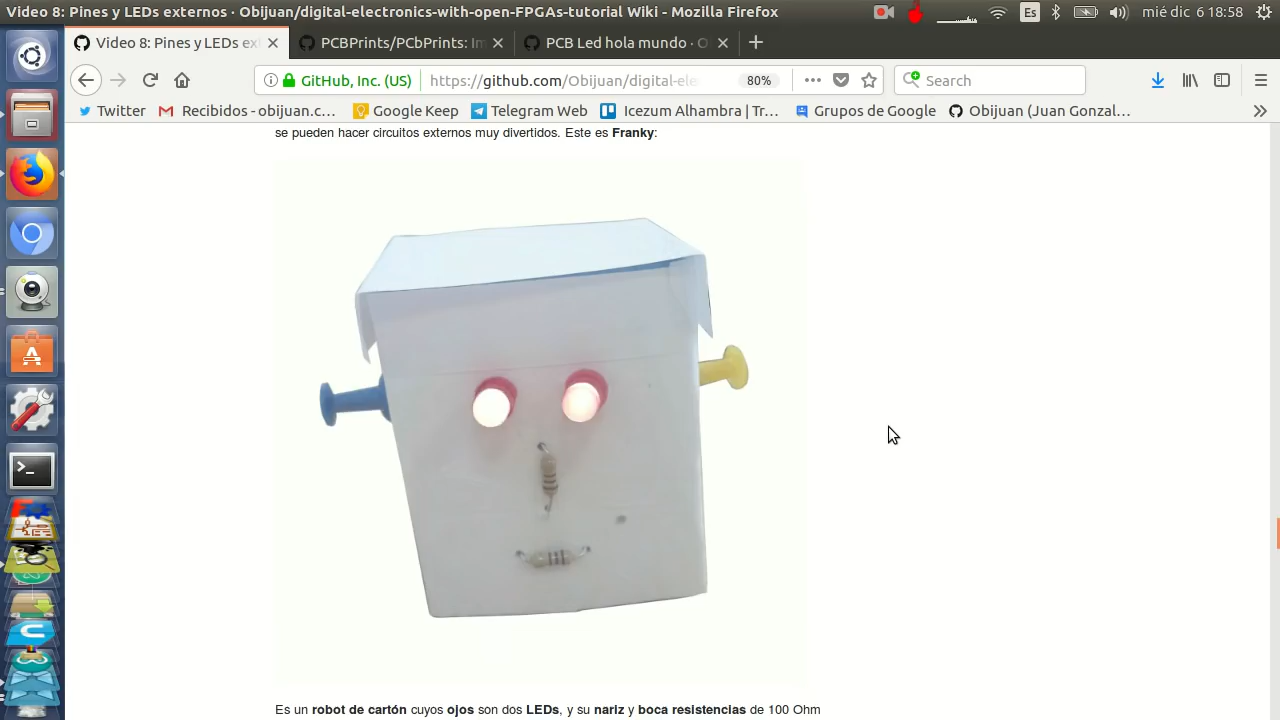 Video 8: Pines y LEDs externos · Obijuan/digital-electronics-with-open-FPGAs-tutorial Wiki - Mozilla Firefox
Es
mié dic 6 18:58
Video 8: Pines y LEDs ex
PCBPrints/PCbPrints: Im
PCB Led hola mundo · O
GitHub, Inc. (US)
https://github.com/Obijuan/digital-ele
80%
Search
Twitter
Recibidos - obijuan.c…
Google Keep
Telegram Web
Icezum Alhambra | Tr…
Grupos de Google
Obijuan (Juan Gonzal…
se pueden hacer circuitos externos muy divertidos. Este es Franky:
Es un robot de cartón cuyos ojos son dos LEDs, y su nariz y boca resistencias de 100 Ohm